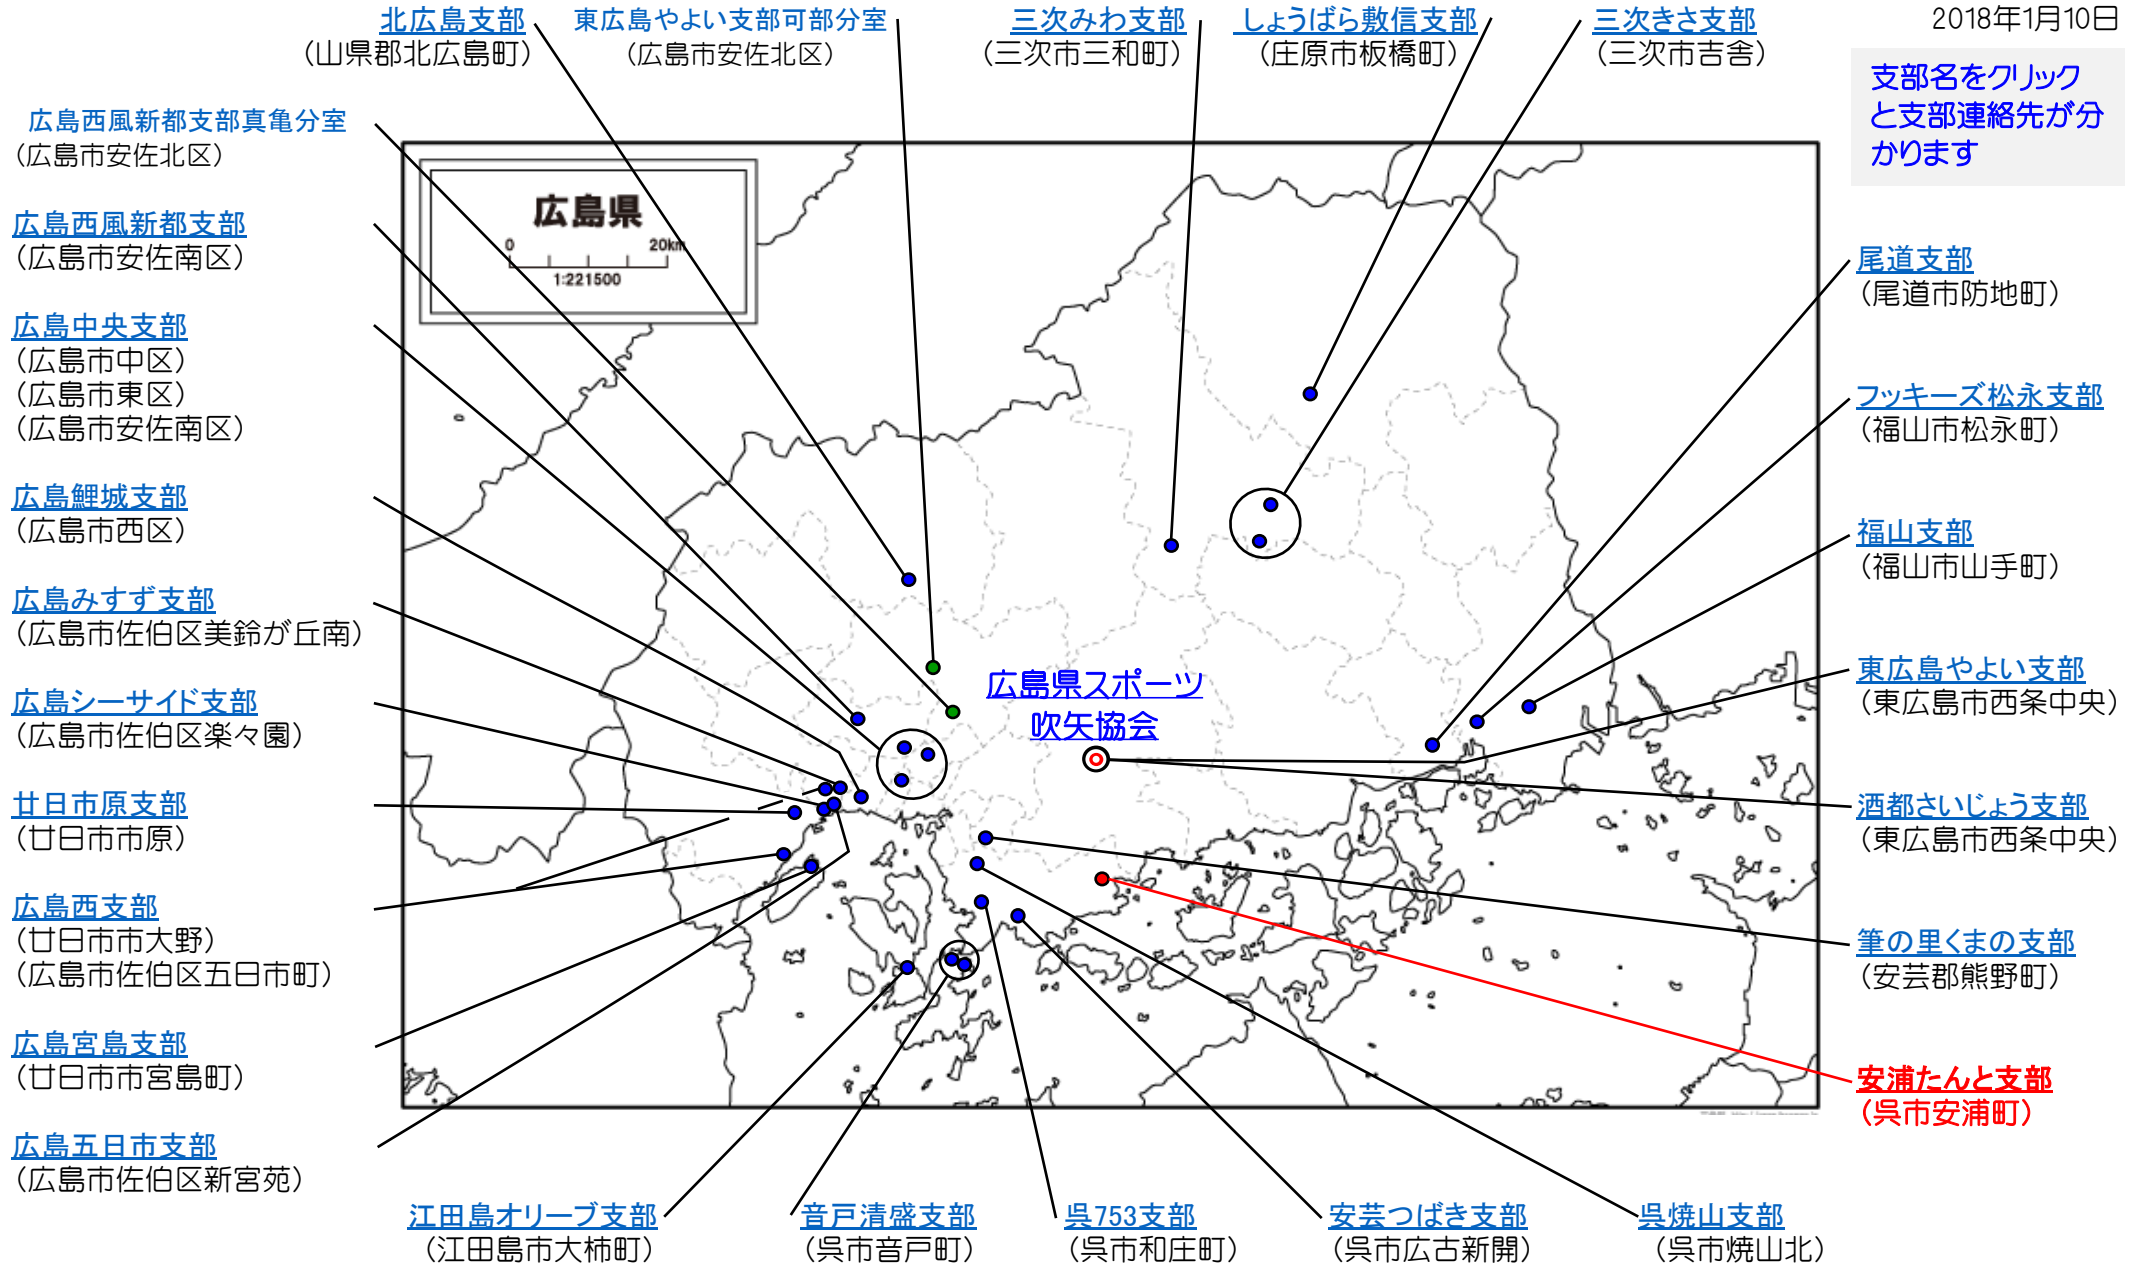 北広島支部
（山県郡北広島町）
東広島やよい支部可部分室
（広島市安佐北区）
三次みわ支部
（三次市三和町）
しょうばら敷信支部
（庄原市板橋町）
三次きさ支部
（三次市吉舎）
2018年1月10日
支部名をクリック
と支部連絡先が分
かります
広島西風新都支部真亀分室
（広島市安佐北区）
広島西風新都支部
（広島市安佐南区）
広島中央支部
（広島市中区）
（広島市東区）
（広島市安佐南区）
広島鯉城支部
（広島市西区）
広島みすず支部
（広島市佐伯区美鈴が丘南）
広島シーサイド支部
（広島市佐伯区楽々園）
廿日市原支部
（廿日市市原）
広島西支部
（廿日市市大野）
（広島市佐伯区五日市町）
広島宮島支部
（廿日市市宮島町）
広島五日市支部
（広島市佐伯区新宮苑）
広島県
0 20km
1:221500
広島県スポーツ
吹矢協会
尾道支部
（尾道市防地町）
フッキーズ松永支部
（福山市松永町）
福山支部
（福山市山手町）
東広島やよい支部
（東広島市西条中央）
酒都さいじょう支部
（東広島市西条中央）
筆の里くまの支部
（安芸郡熊野町）
安浦たんと支部
（呉市安浦町）
江田島オリーブ支部
（江田島市大柿町）
音戸清盛支部
（呉市音戸町）
呉753支部
（呉市和庄町）
安芸つばき支部
（呉市広古新開）
呉焼山支部
（呉市焼山北）